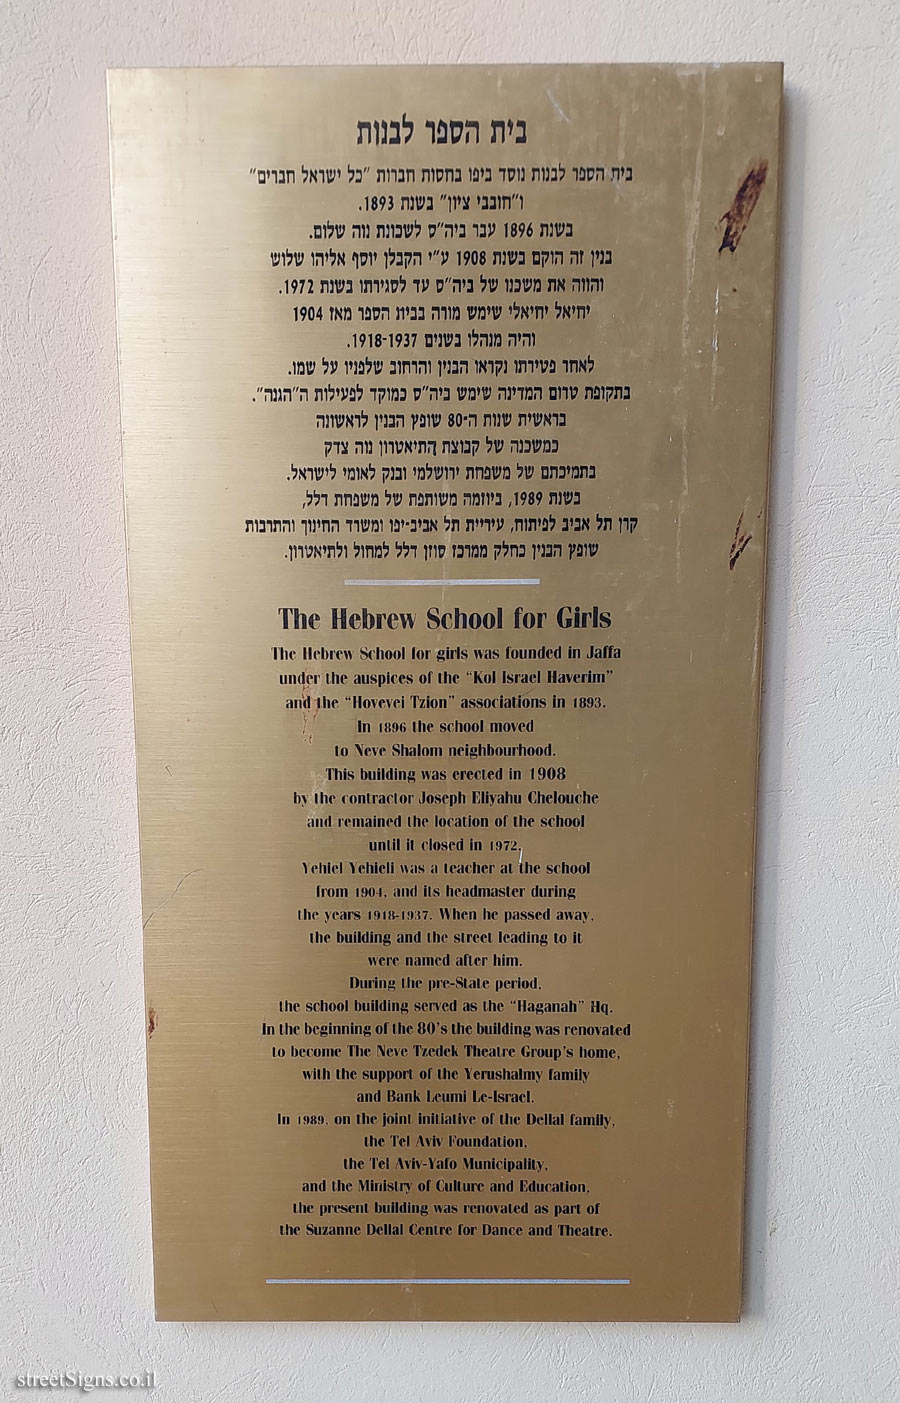 בית הספר לבנות
בית הספר לבנות נוסד ביפו בחסות חברות "כל ישראל חברים"
ו"חובבי ציון" בשנת 1893.
בשנת 1896 עבר ביה"ס לשכונת נוה שלום.
בנין זה הוקם בשנת 1908 ע"י הקבלן יוסף אליהו שלוש
והווה את משכנו של ביה"ס עד לסגירתו בשנת 1972.
יחיאל יחיאלי שימש מורה בבית הספר מאז 1904
והיה מנהלו בשנים 1918-1937.
לאחר פטירתו נקראו הבנין והרחוב שלפניו על שמו.
בתקופת טרום המדינה שימש ביה"ס כמוקד לפעילות ה"הגנה".
בראשית שנות ה-80 שופץ הבנין לראשונה
כמשכנה של קבוצת התיאטרון נוה צדק
בתמיכתם של משפחת ירושלמי ובנק לאומי לישראל.
בשנת 1989, ביוזמה משותפת של משפחת דלל,
קרן תל אביב לפיתוח, עיריית תל אביב-יפו ומשרד החינוך והתרבות
שופץ הבנין כחלק ממרכז סוזן דלל למחול ולתיאטרון.
The Hebrew School for Girls
The Hebrew School for girls was founded in Jaffa
under the auspices of the "Kol Israel Haverim"
and the "Hovevei Tzion" associations in 1893.
In 1896 the school moved
to Neve Shalom neighbourhood.
This building was erected in 1908
by the contractor Joseph Eliyahu Chelouche
and remained the location of the school
until it closed in 1972.
Yehiel Yehieli was a teacher at the school
from 1904, and its headmaster during
the years 1918-1937. When he passed away,
the building and the street leading to it
were named after him.
During the pre-State period,
the school building served as the "Haganah" Hq.
In the beginning of the 80's the building was renovated
to become The Neve Tzedek Theatre Group's home,
with the support of the Yerushalmy family
and Bank Leumi Le-Israel.
In 1989, on the joint initiative of the Dellal family,
the Tel Aviv Foundation,
the Tel Aviv-Yafo Municipality,
and the Ministry of Culture and Education,
the present building was renovated as part of
the Suzanne Dellal Centre for Dance and Theatre.
streetSigns.co.il